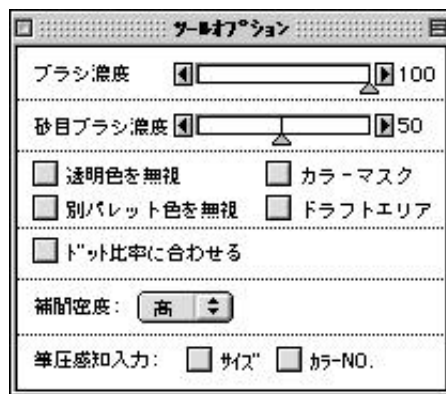 ﾂｰﾙｵﾌﾟｼｮﾝ
ブラシ濃度 100
砂目ブラシ濃度 50
透明色を無視 カラーマスク
別パレット色を無視 ドラフトエリア
ﾄﾞｯﾄ比率に合わせる
補間密度： 高
筆圧感知入力： ｻｲｽﾞ ｶﾗｰNO.